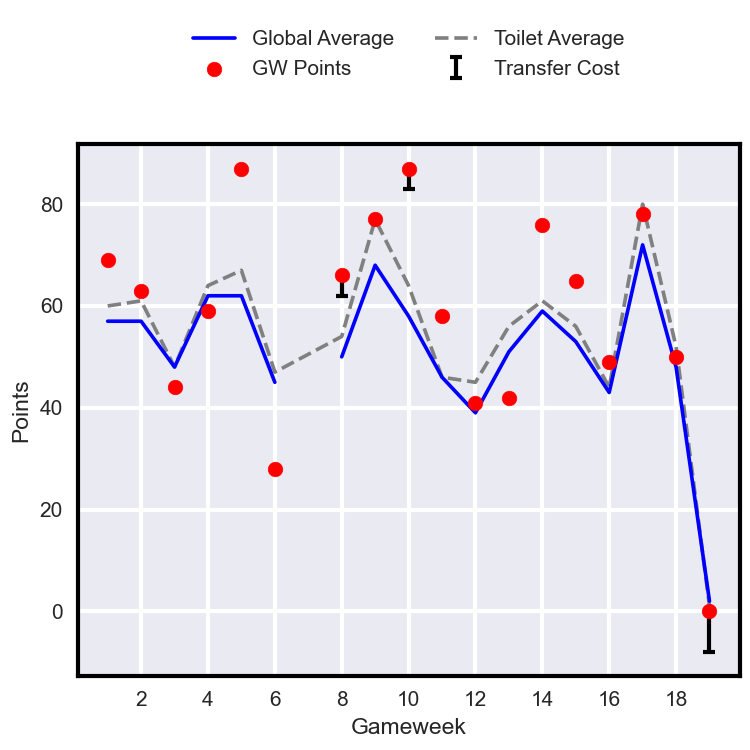 Global Average
GW Points
Toilet Average
Transfer Cost
Points
80
60
40
20
0
2 4 6 8 10 12 14 16 18
Gameweek